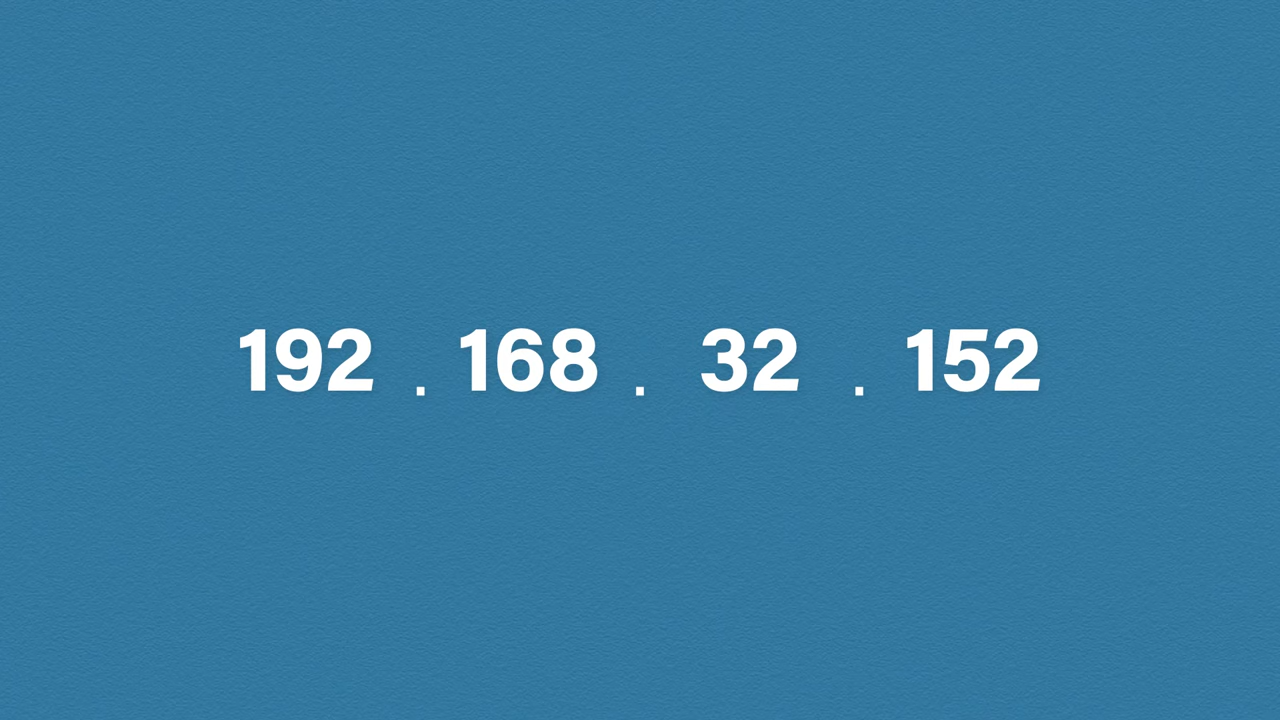 192 . 168 . 32 . 152